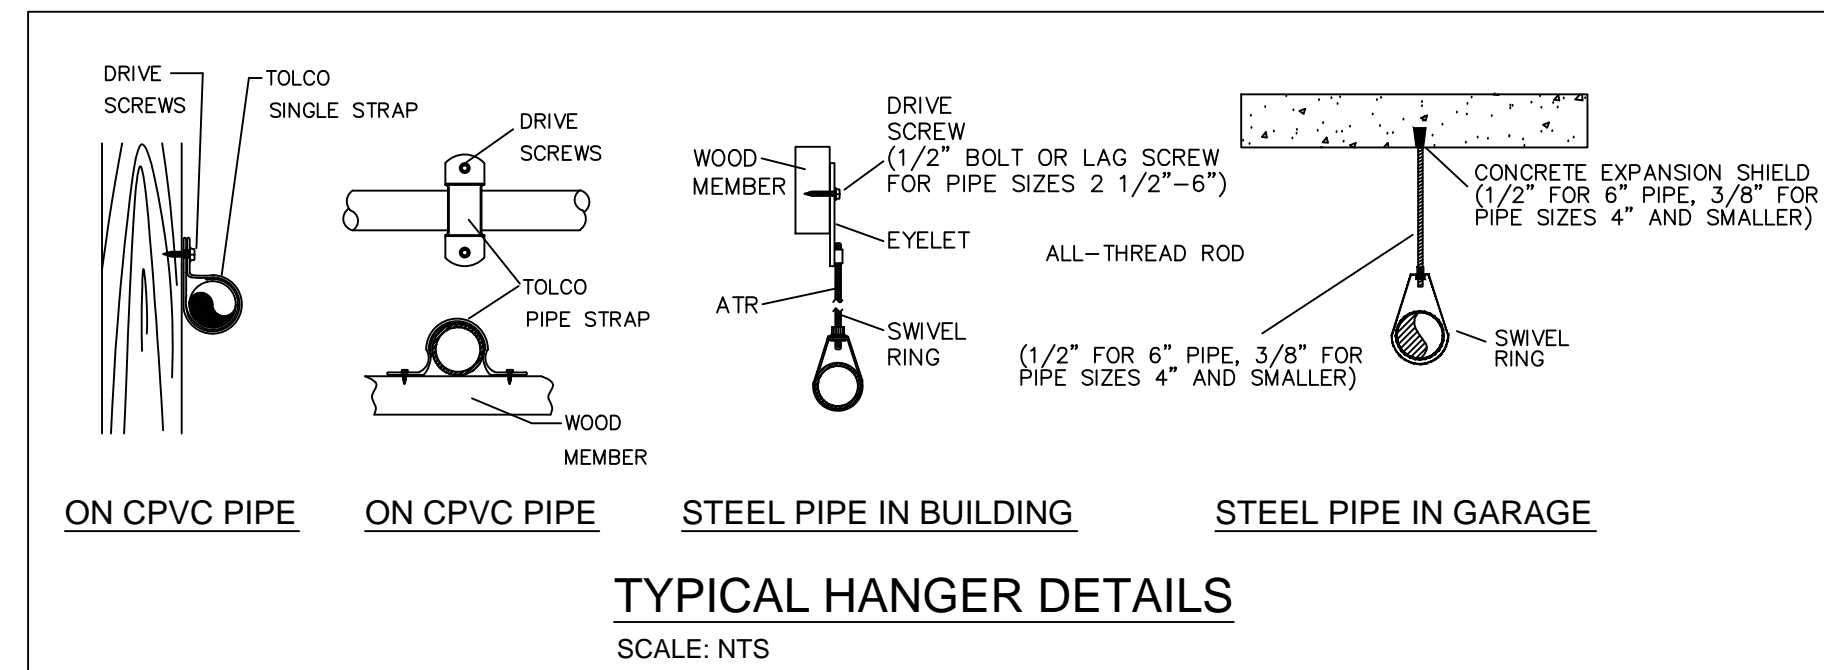 DRIVE
SCREWS
TOLCO
SINGLE STRAP
ON CPVC PIPE
DRIVE
SCREWS
TOLCO
PIPE STRAP
WOOD
MEMBER
ON CPVC PIPE
WOOD
MEMBER
DRIVE
SCREW
(1/2” BOLT OR LAG SCREW
FOR PIPE SIZES 2 1/2”-6”)
EYELET
ATR
SWIVEL
RING
STEEL PIPE IN BUILDING
ALL-THREAD ROD
(1/2” FOR 6” PIPE, 3/8” FOR
PIPE SIZES 4” AND SMALLER)
CONCRETE EXPANSION SHIELD
(1/2” FOR 6” PIPE, 3/8” FOR
PIPE SIZES 4” AND SMALLER)
SWIVEL
RING
STEEL PIPE IN GARAGE
TYPICAL HANGER DETAILS
SCALE: NTS